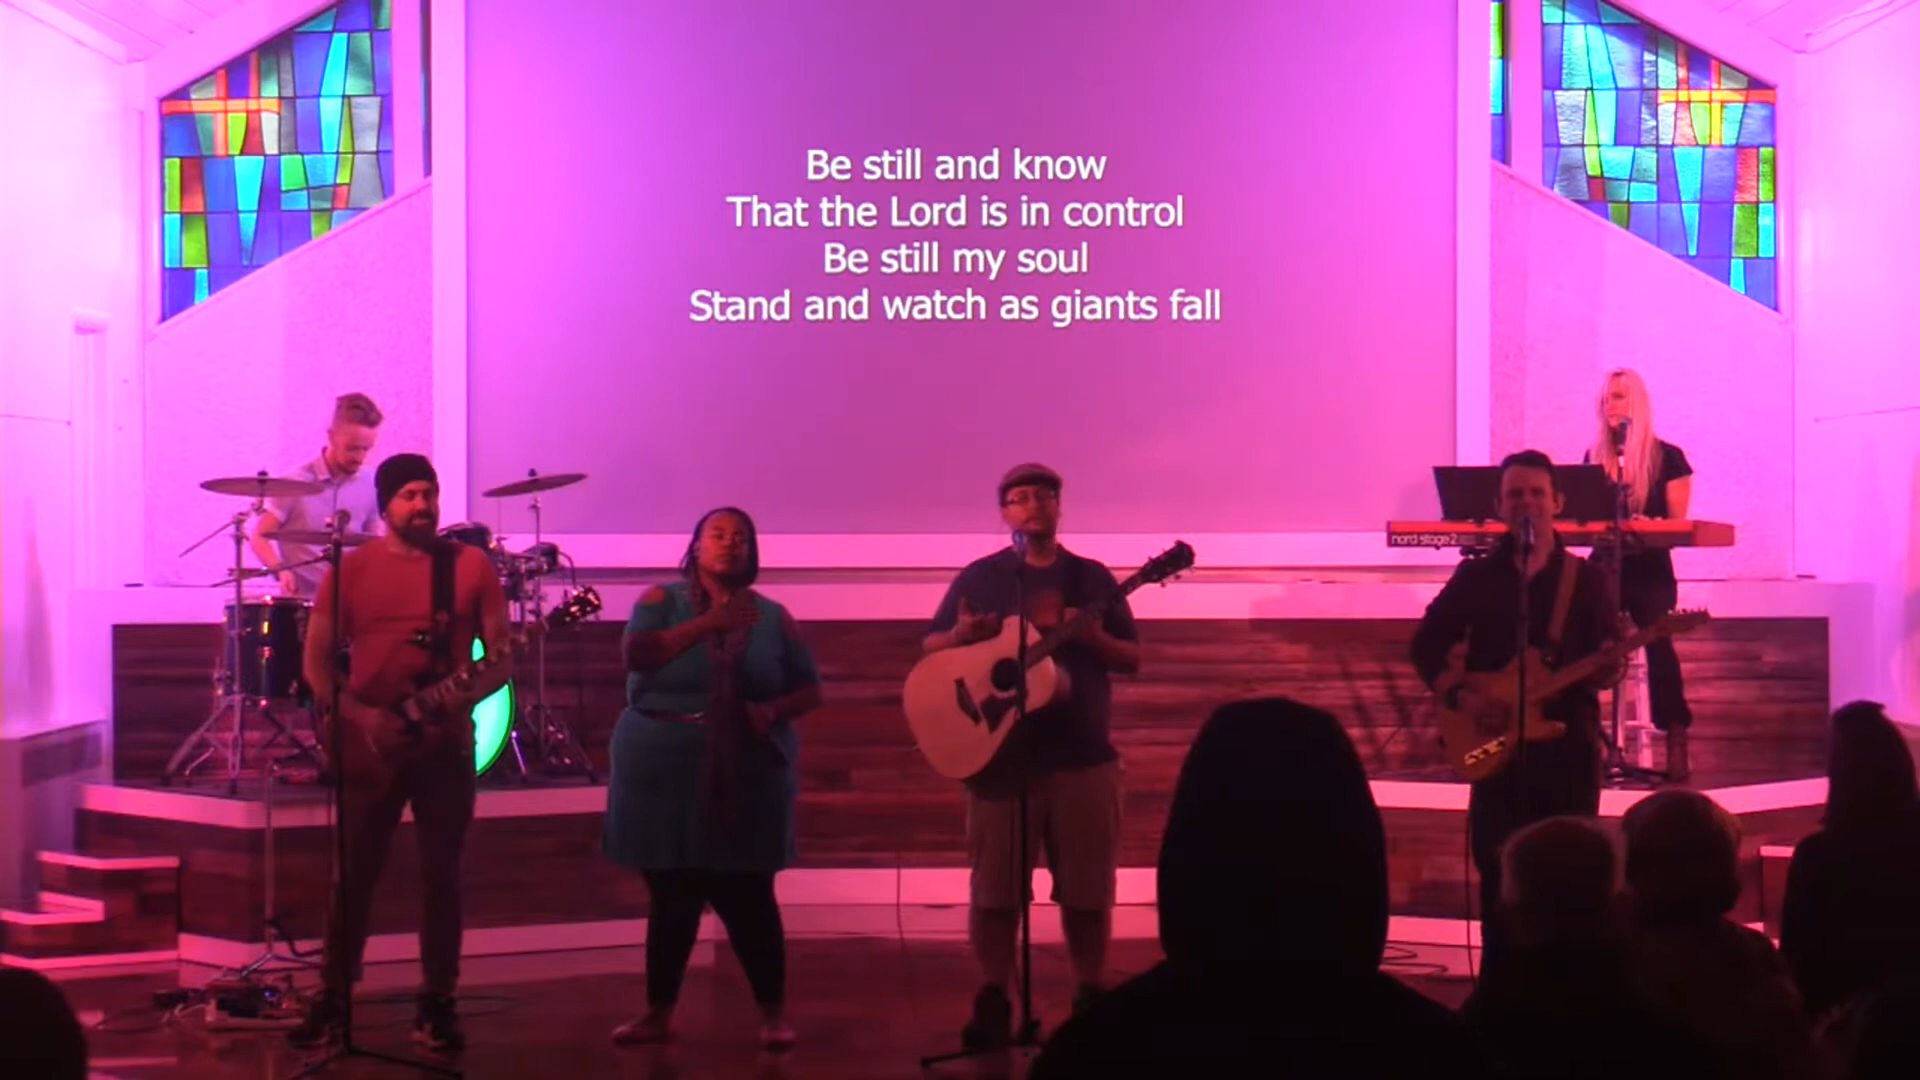 Be still and know
That the Lord is in control
Be still my soul
Stand and watch as giants fall
nord stage 2